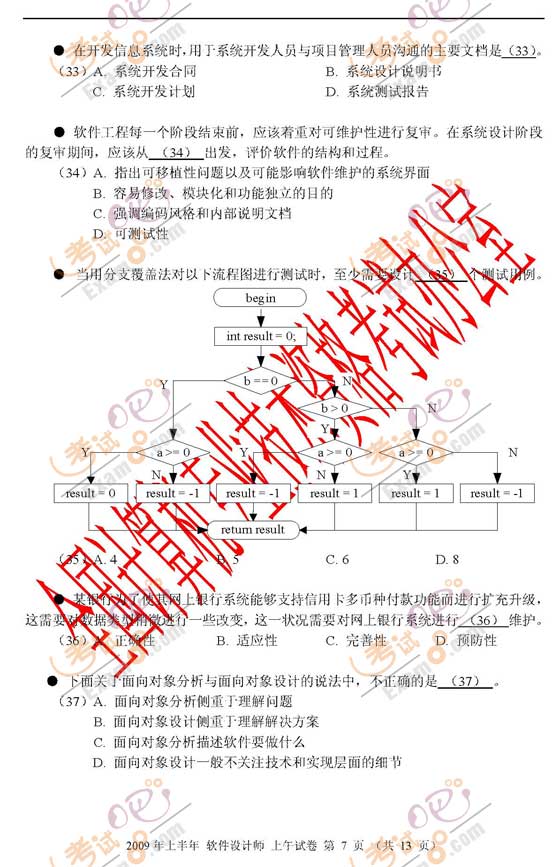 ● 在开发信息系统时,用于系统开发人员与项目管理人员沟通的主要文档是（33）。
（33）A. 系统开发合同 B. 系统设计说明书
C. 系统开发计划 D. 系统测试报告
● 软件工程每一个阶段结束前，应该着重对可维护性进行复审。在系统设计阶段
的复审期间，应该从 （34） 出发，评价软件的结构和过程。
（34）A. 指出可移植性问题以及可能影响软件维护的系统界面
B. 容易修改、模块化和功能独立的目的
C. 强调编码风格和内部说明文档
D. 可测试性
● 当用分支覆盖法对以下流程图进行测试时，至少需要设计 （35） 个测试用例。
begin
int result = 0;
b == 0
Y N
b > 0 N
Y
Y a >= 0 Y a >= 0 a >= 0 N
N N Y
result = 0 result = -1 result = -1 result = 1 result = 1 result = -1
return result
（35）A. 4 B. 5 C. 6 D. 8
● 某银行为了使其网上银行系统能够支持信用卡多币种付款功能而进行扩充升级，
这需要对数据类型稍微进行一些改变，这一状况需要对网上银行系统进行 （36） 维护。
（36）A. 正确性 B. 适应性 C. 完善性 D. 预防性
● 下面关于面向对象分析与面向对象设计的说法中，不正确的是 （37） 。
（37）A. 面向对象分析侧重于理解问题
B. 面向对象设计侧重于理解解决方案
C. 面向对象分析描述软件要做什么
D. 面向对象设计一般不关注技术和实现层面的细节
2009 年上半年 软件设计师 上午试卷 第 7 页 （共 13 页）
考试
Exam8.com